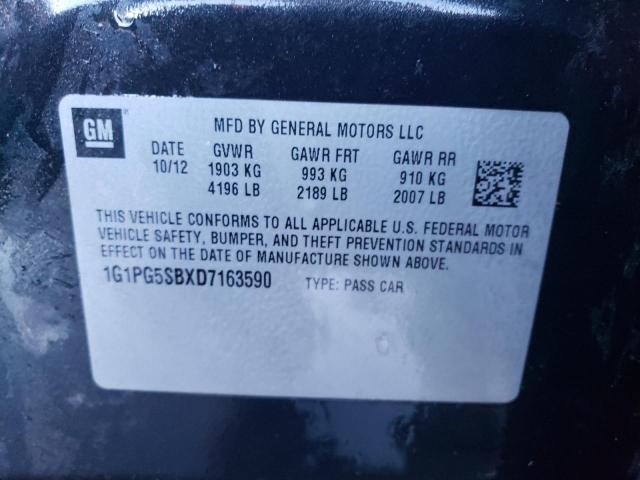 GM
MFD BY GENERAL MOTORS LLC
DATE GVWR GAWR FRT GAWR RR
10/12 1903 KG 993 KG 910 KG
4196 LB 2189 LB 2007 LB
THIS VEHICLE CONFORMS TO ALL APPLICABLE U.S. FEDERAL MOTOR
VEHICLE SAFETY, BUMPER, AND THEFT PREVENTION STANDARDS IN
EFFECT ON THE DATE OF MANUFACTURE SHOWN ABOVE.
1G1PG5SBXD7163590 TYPE: PASS CAR